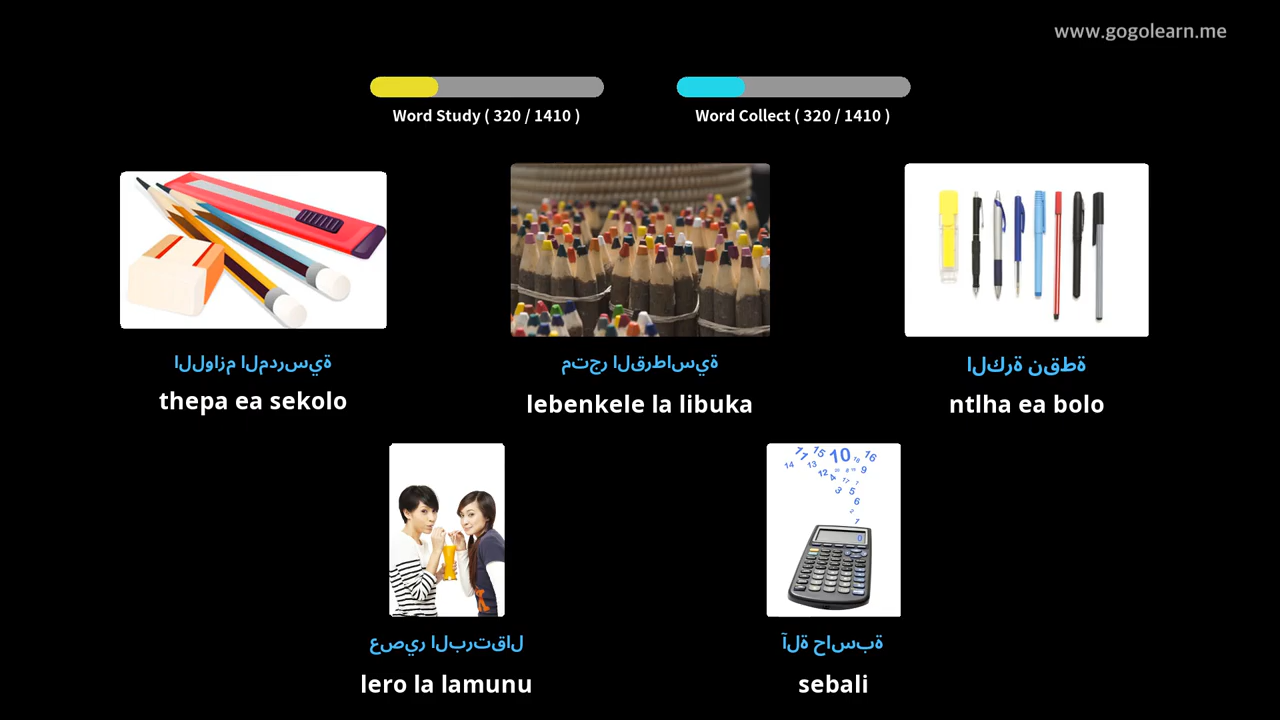 www.gogolearn.me
Word Study ( 320 / 1410 )
Word Collect ( 320 / 1410 )
اللوازم المدرسية
thepa ea sekolo
متجر القرطاسية
lebenkele la libuka
الكرة نقطة
ntlha ea bolo
عصير البرتقال
lero la lamunu
آلة حاسبة
sebali